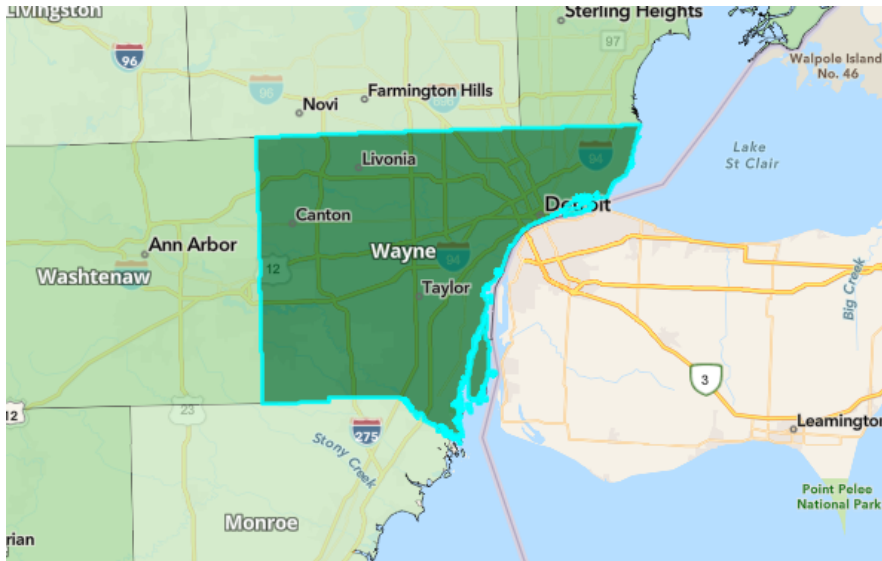 Livingston
Sterling Heights
97
96
Walpole Island
No. 46
96
696
Farmington Hills
Novi
Lake
St Clair
94
Livonia
Detroit
Canton
Ann Arbor
Wayne
94
12
Washtenaw
Taylor
Big Creek
3
12
23
275
Leamington
Stony Creek
Point Pelee
National Park
Monroe
rian